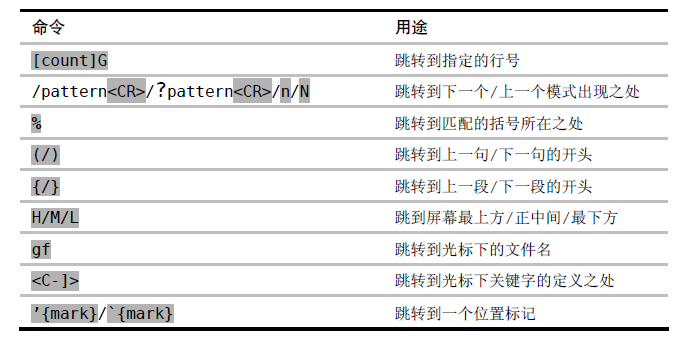 命令 用途
[count]G 跳转到指定的行号
/pattern<CR>/?pattern<CR>/n/N 跳转到下一个/上一个模式出现之处
% 跳转到匹配的括号所在之处
(/) 跳转到上一句/下一句的开头
{/} 跳转到上一段/下一段的开头
H/M/L 跳到屏幕最上方/正中间/最下方
gf 跳转到光标下的文件名
<C-]> 跳转到光标下关键字的定义之处
’{mark}/`{mark} 跳转到一个位置标记